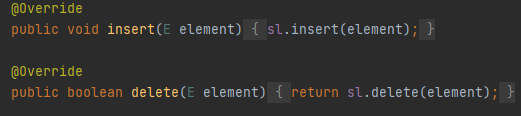 @Override
public void insert(E element) { sl.insert(element); }
@Override
public boolean delete(E element) { return sl.delete(element); }